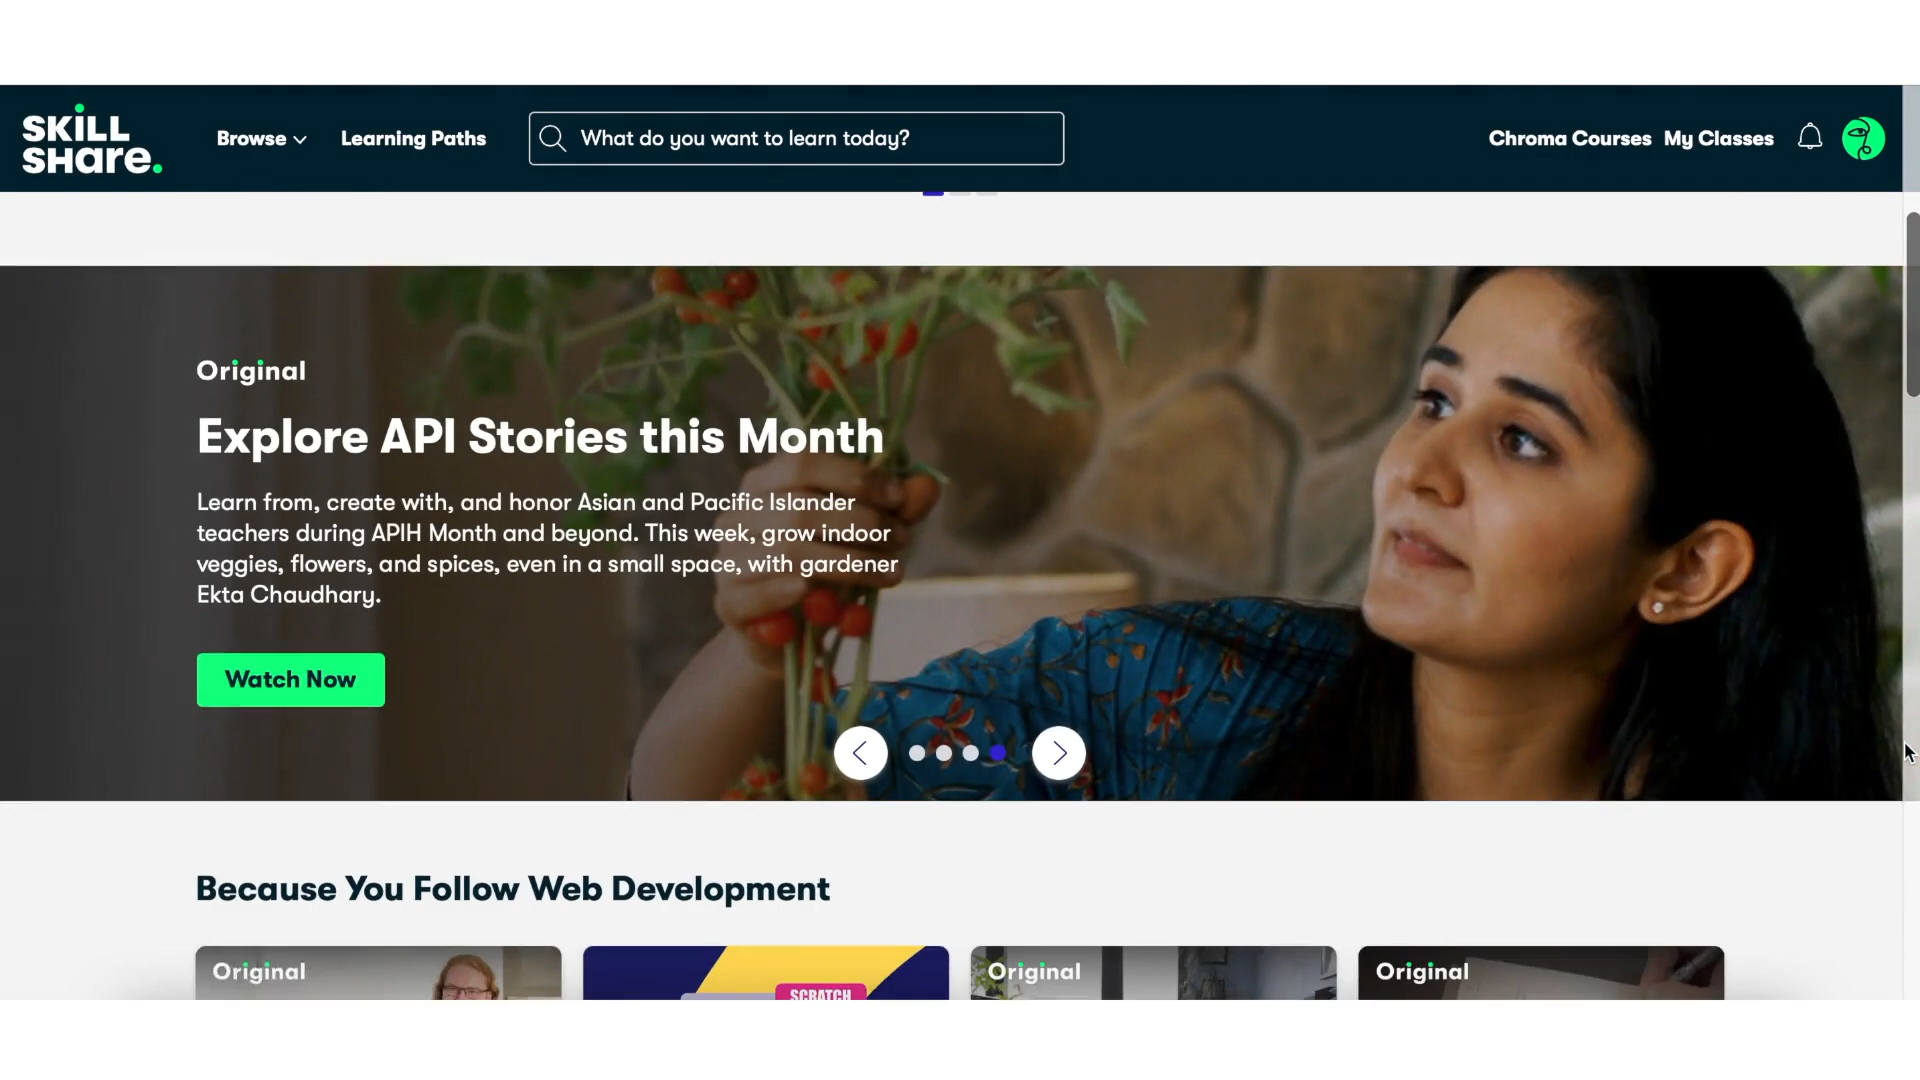 SKILL
SHare.
Browse
Learning Paths
What do you want to learn today?
Chroma Courses
My Classes
Original
Explore API Stories this Month
Learn from, create with, and honor Asian and Pacific Islander
teachers during APIH Month and beyond. This week, grow indoor
veggies, flowers, and spices, even in a small space, with gardener
Ekta Chaudhary.
Watch Now
Because You Follow Web Development
Original
SCRATCH
Original
Original